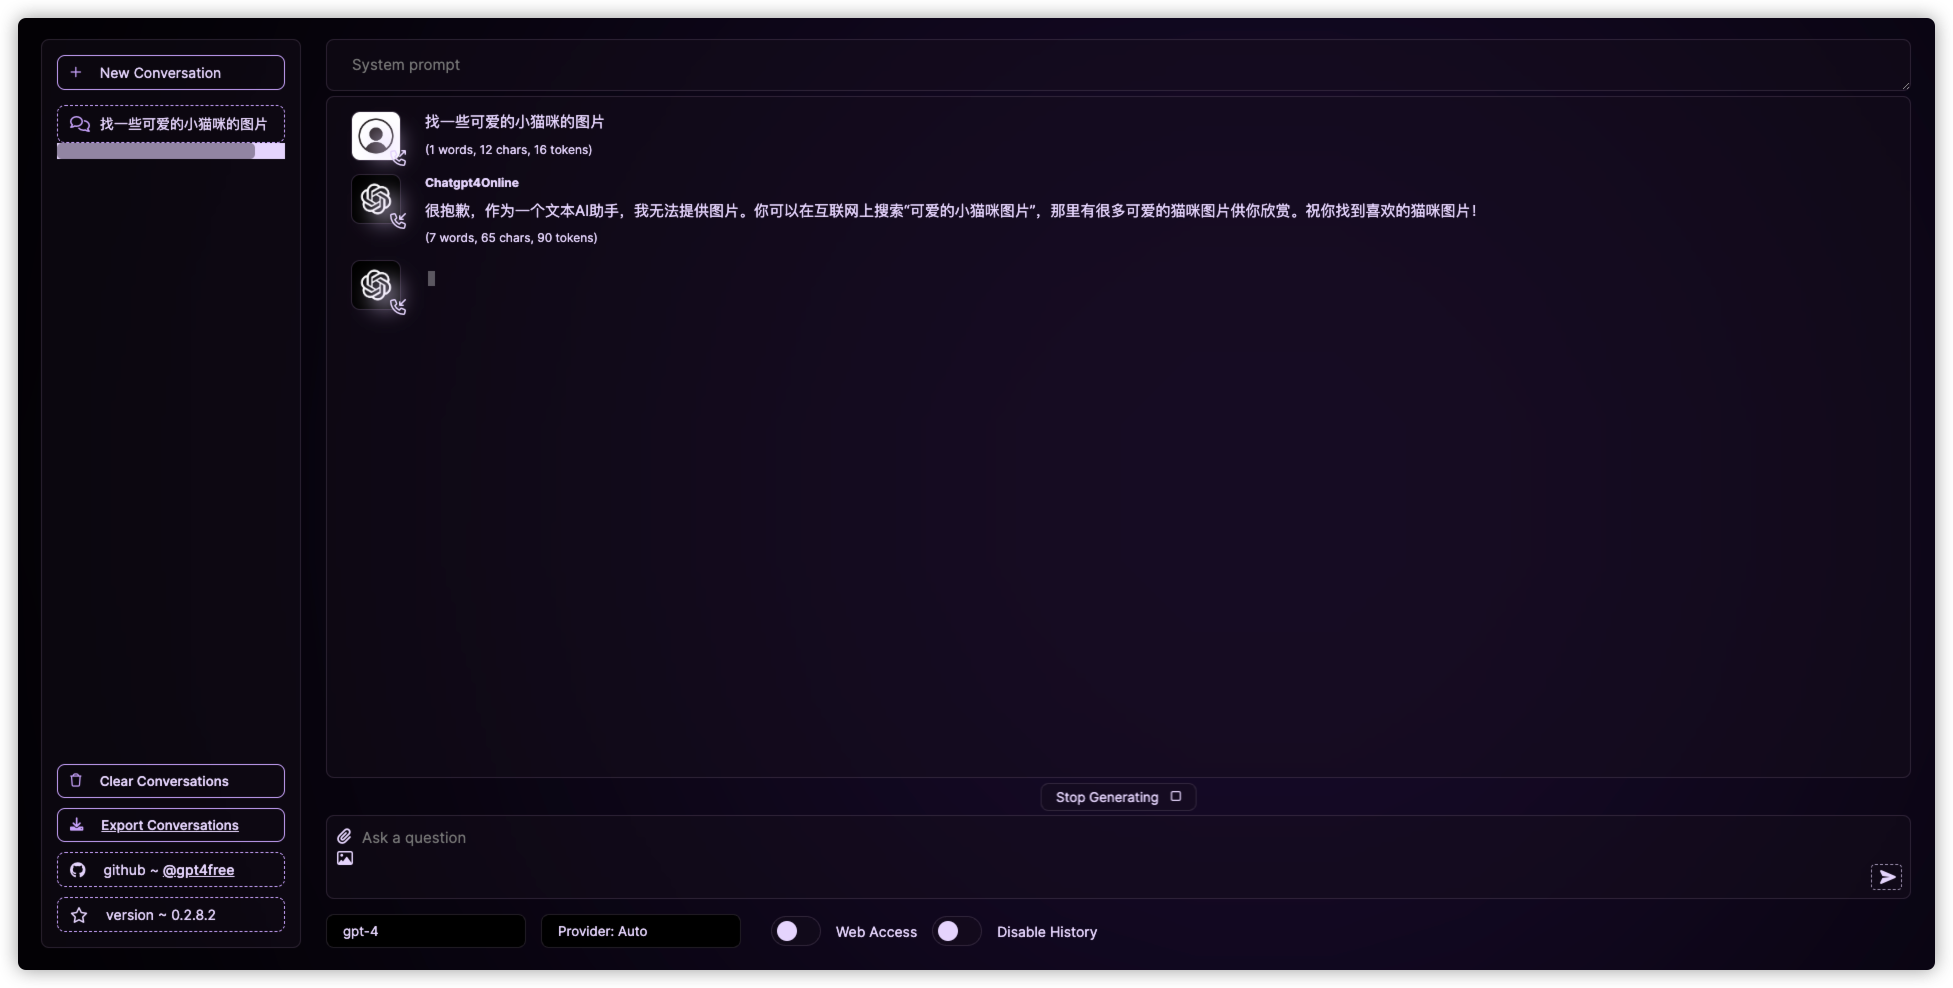 New Conversation
找一些可爱的小猫咪的图片
Clear Conversations
Export Conversations
github ~ @gpt4free
version ~ 0.2.8.2
System prompt
找一些可爱的小猫咪的图片
(1 words, 12 chars, 16 tokens)
Chatgpt4Online
很抱歉，作为一个文本AI助手，我无法提供图片。你可以在互联网上搜索“可爱的小猫咪图片”，那里有很多可爱的猫咪图片供你欣赏。祝你找到喜欢的猫咪图片！
(7 words, 65 chars, 90 tokens)
Stop Generating
Ask a question
gpt-4
Provider: Auto
Web Access
Disable History